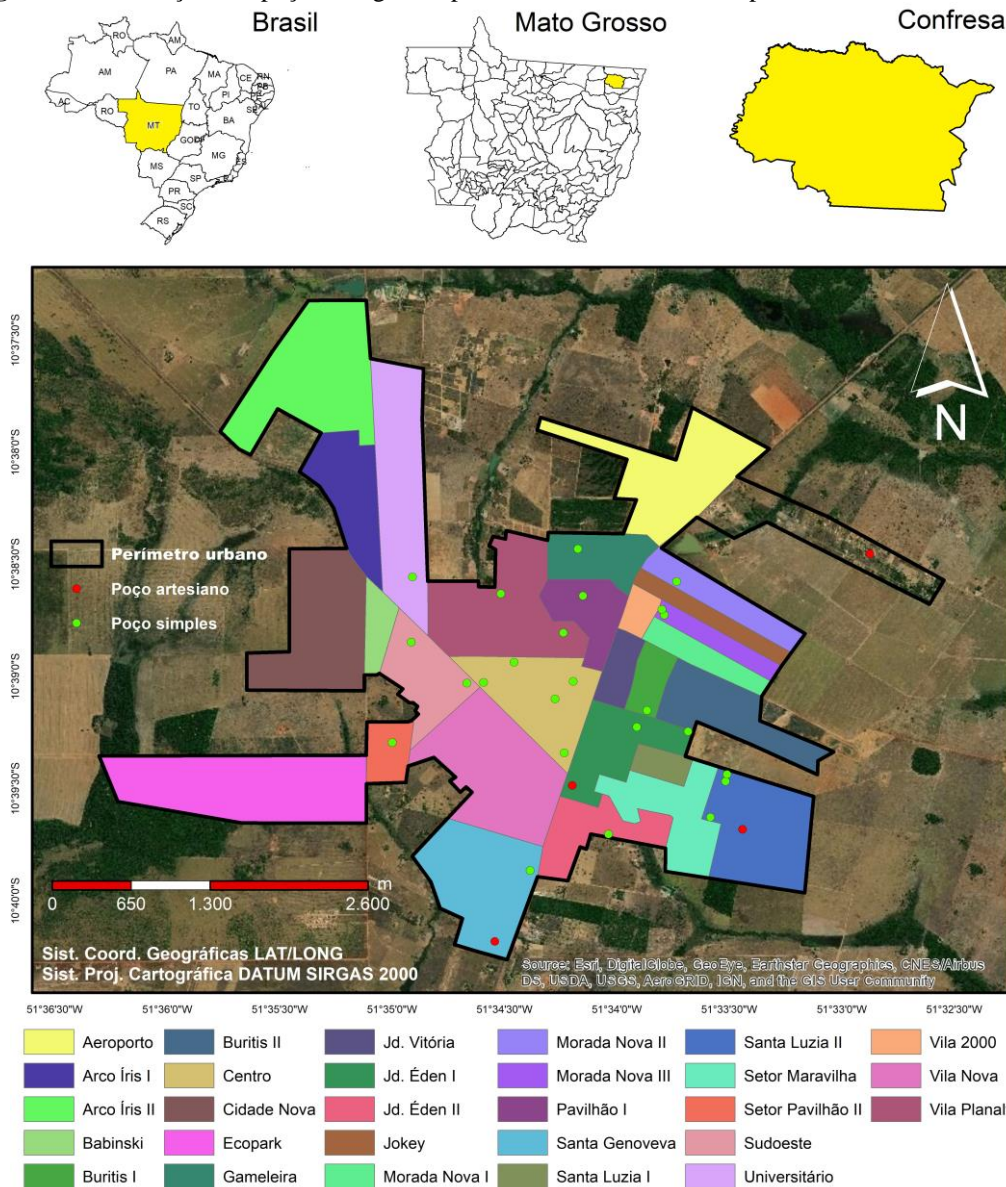 Brasil
Mato Grosso
Confresa
RO
AM
AM
PA
MA
CE
RN
PB
PI
AC
RO
TO
SE
MT
BA
GO
DF
MG
ES
MS
SP
RJ
PR
SC
RS
10°37'30"S
10°38'0"S
10°38'30"S
10°39'0"S
10°39'30"S
10°40'0"S
N
Perímetro urbano
Poço artesiano
Poço simples
m
0 650 1.300 2.600
Sist. Coord. Geográficas LAT/LONG
Sist. Proj. Cartográfica DATUM SIRGAS 2000
Source: Esri, DigitalGlobe, GeoEye, Earthstar Geographics, CNES/Airbus
DS, USDA, USGS, AeroGRID, IGN, and the GIS User Community
51°36'30"W 51°36'0"W 51°35'30"W 51°35'0"W 51°34'30"W 51°34'0"W 51°33'30"W 51°33'0"W 51°32'30"W
Aeroporto Buritis II Jd. Vitória Morada Nova II Santa Luzia II Vila 2000
Arco Íris I Centro Jd. Éden I Morada Nova III Setor Maravilha Vila Nova
Arco Íris II Cidade Nova Jd. Éden II Pavilhão I Setor Pavilhão II Vila Planal
Babinski Ecopark Jokey Santa Genoveva Sudoeste
Buritis I Gameleira Morada Nova I Santa Luzia I Universitário